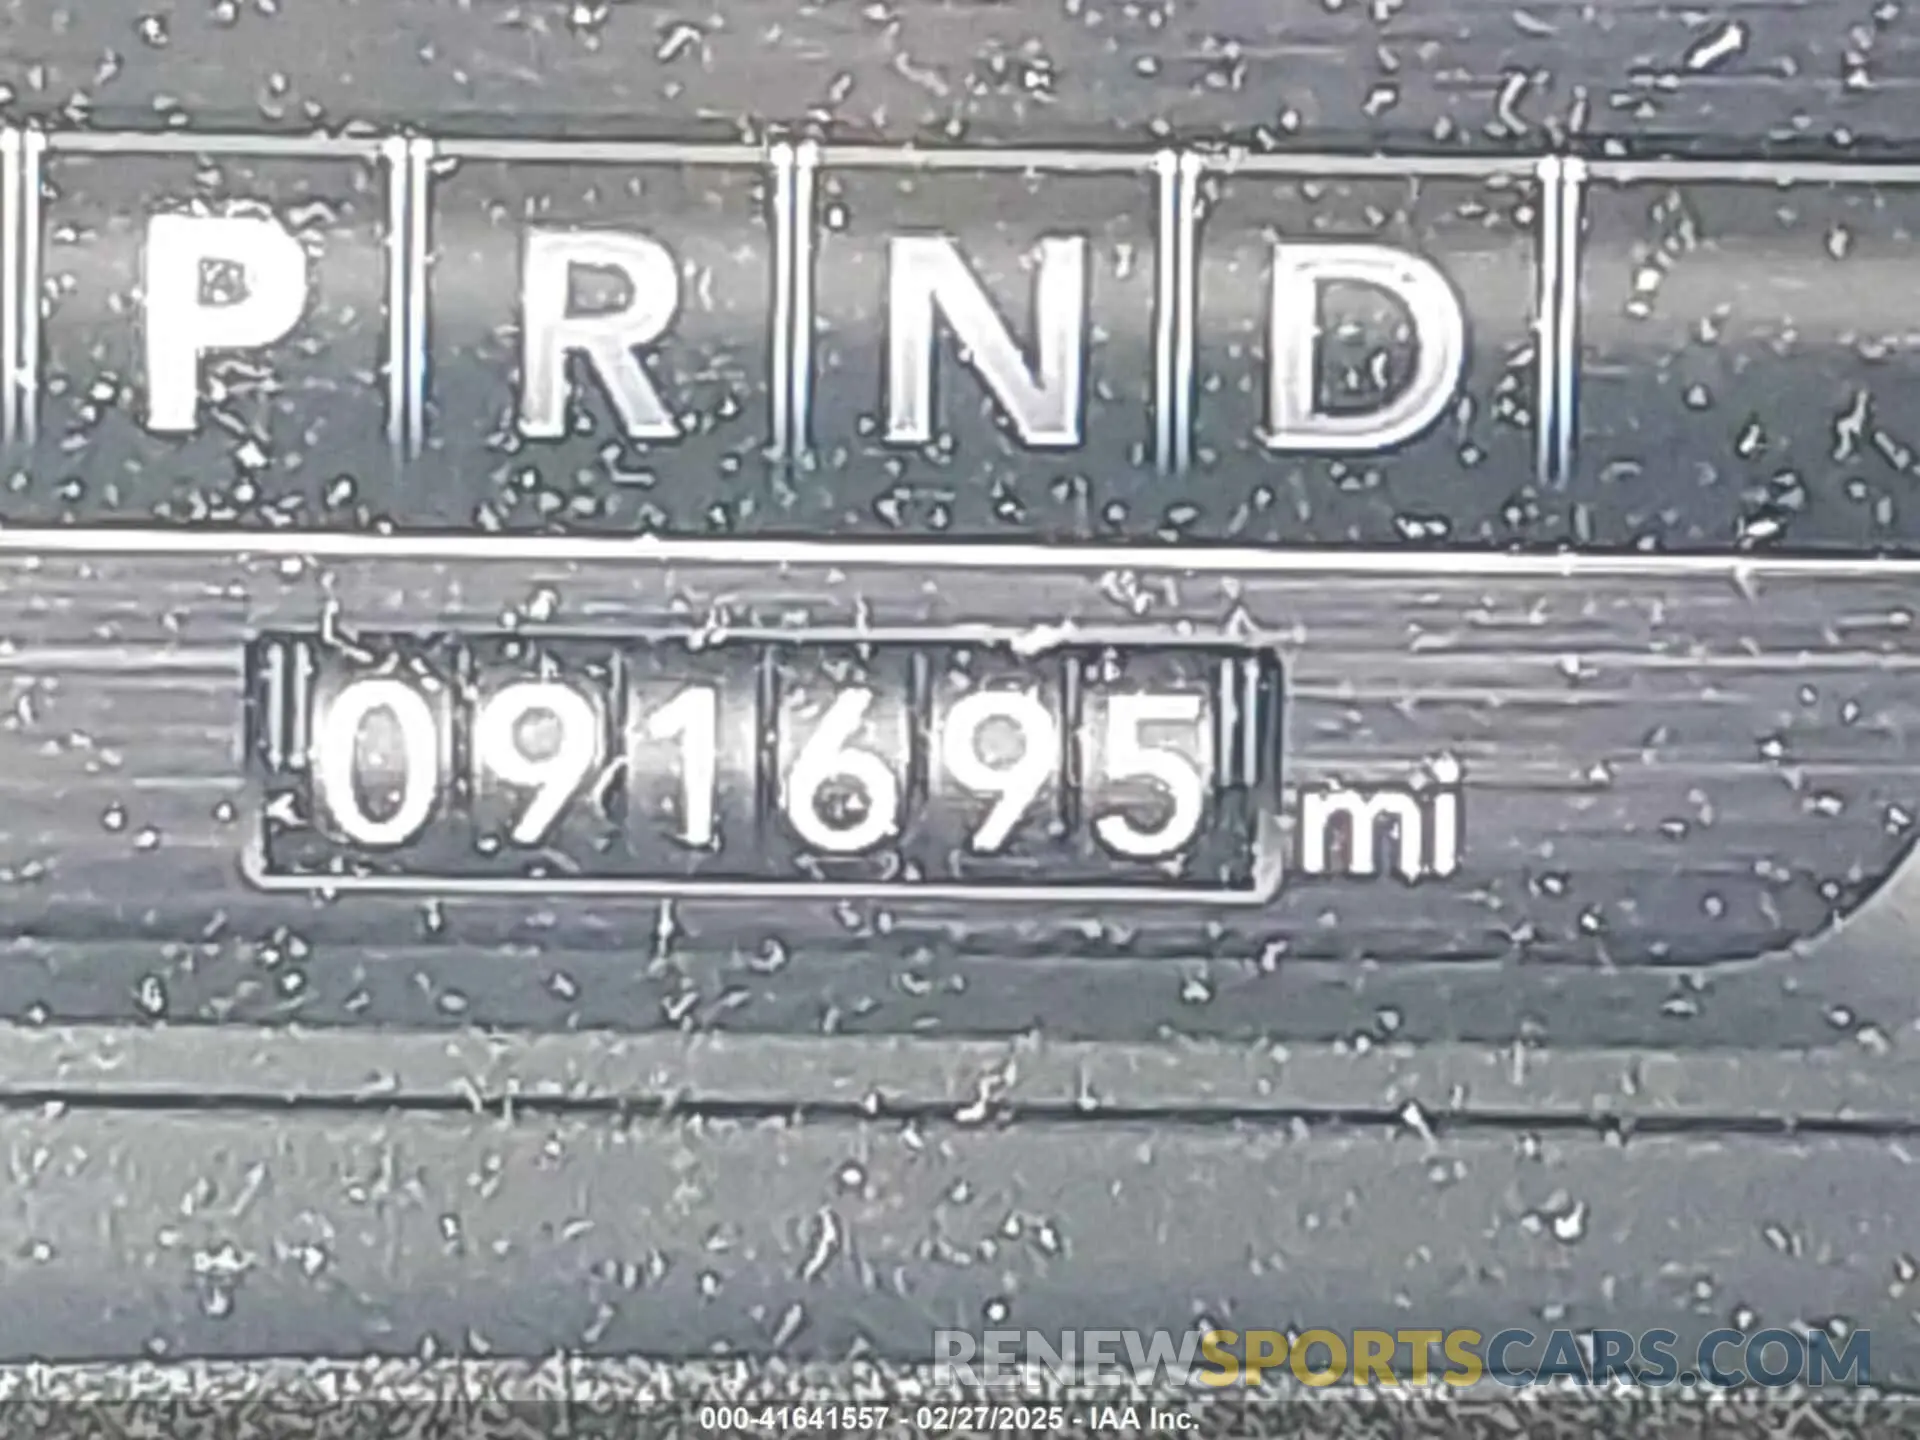 P R N D
091695 mi
RENEWSPORTSCARS.COM
000-41641557 - 02/27/2025 - IAA Inc.